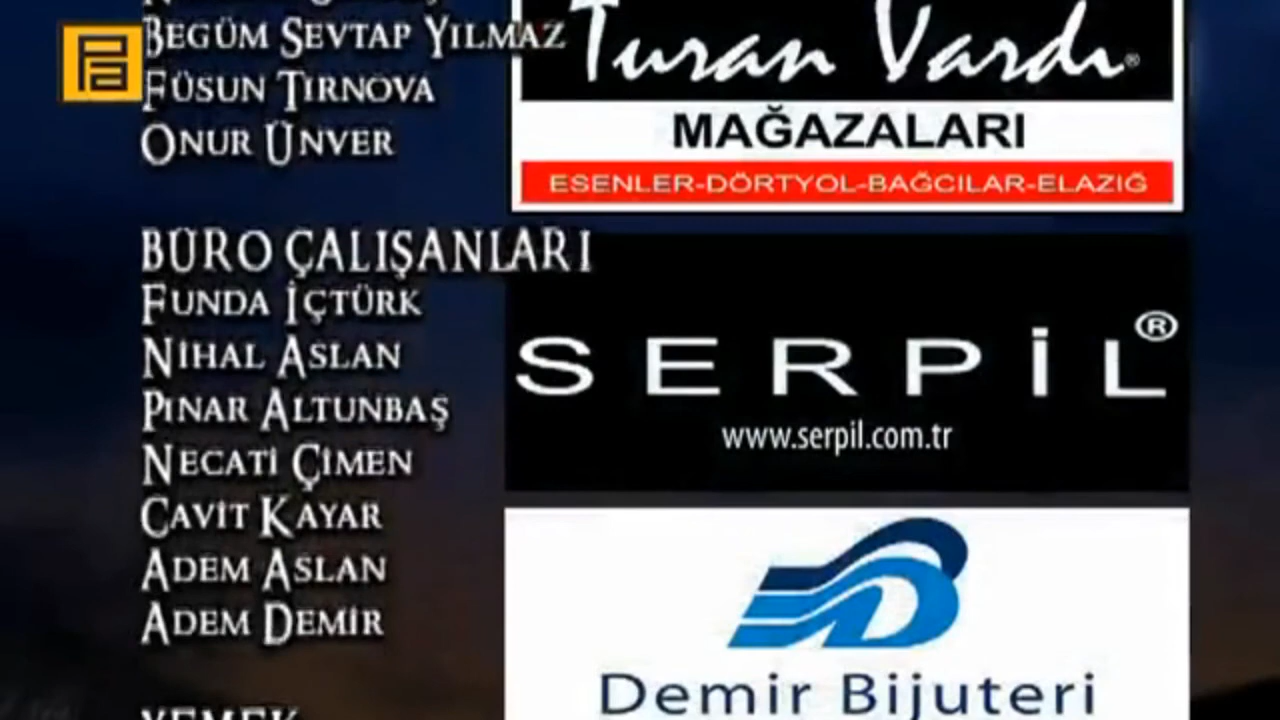 BEGÜM SEVTAP YILMAZ
FÜSUN TIRNOVA
ONUR ÜNVER
BÜRO ÇALIŞANLARI
FUNDA İÇTÜRK
NİHAL ASLAN
PINAR ALTUNBAŞ
NECATİ ÇİMEN
CAVİT KAYAR
ADEM ASLAN
ADEM DEMİR
YEMEK
Turan Vardı®
MAĞAZALARI
ESENLER-DÖRTYOL-BAĞCILAR-ELAZIĞ
SERPİL®
www.serpil.com.tr
Demir Bijuteri